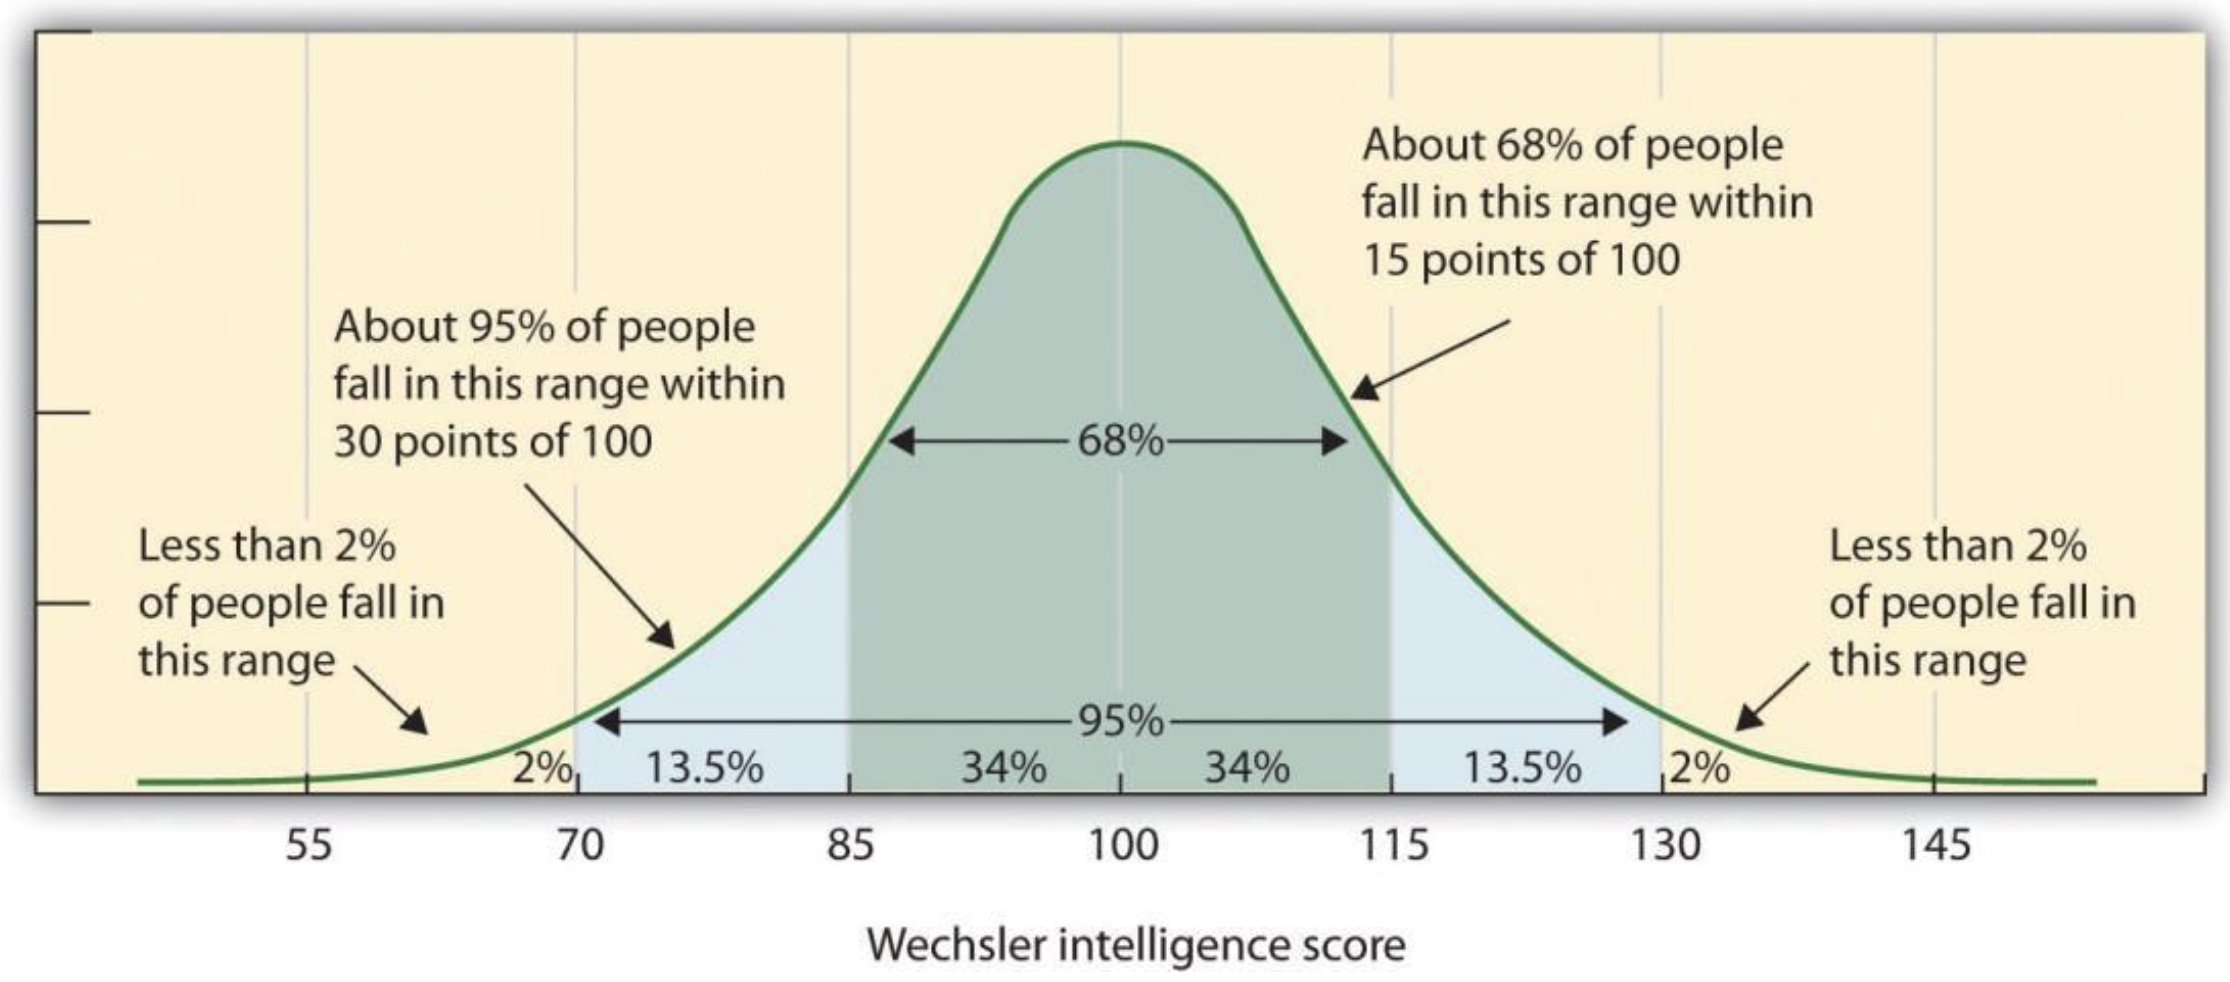 About 68% of people
fall in this range within
15 points of 100
About 95% of people
fall in this range within
30 points of 100
68%
Less than 2%
of people fall in
this range
Less than 2%
of people fall in
this range
95%
2% 13.5% 34% 34% 13.5% 2%
55 70 85 100 115 130 145
Wechsler intelligence score